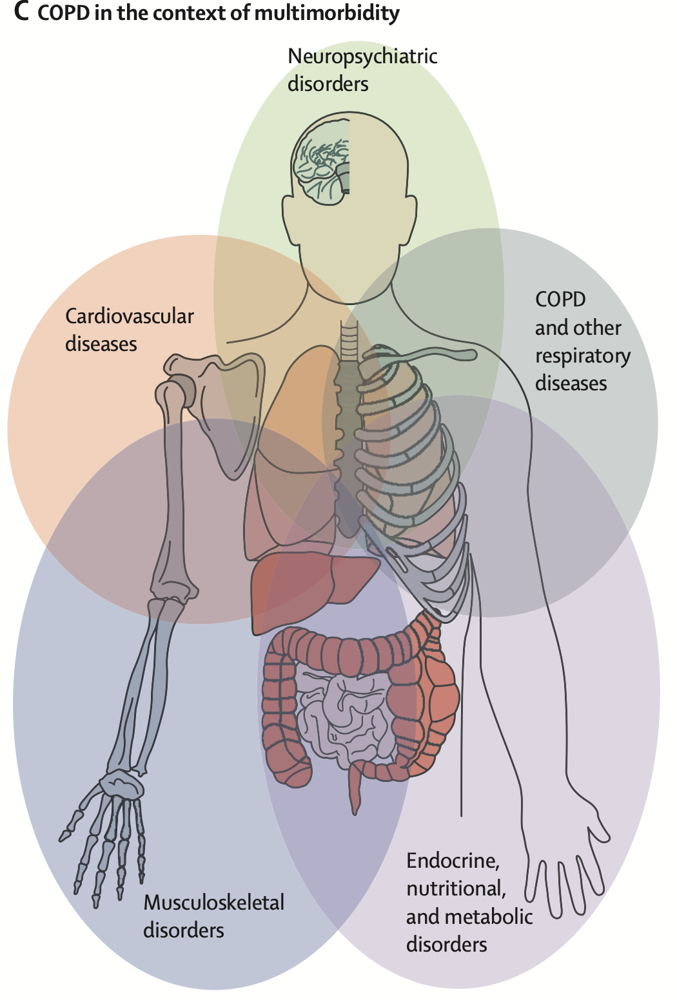 C COPD in the context of multimorbidity
Neuropsychiatric
disorders
Cardiovascular
diseases
COPD
and other
respiratory
diseases
Endocrine,
nutritional,
and metabolic
disorders
Musculoskeletal
disorders